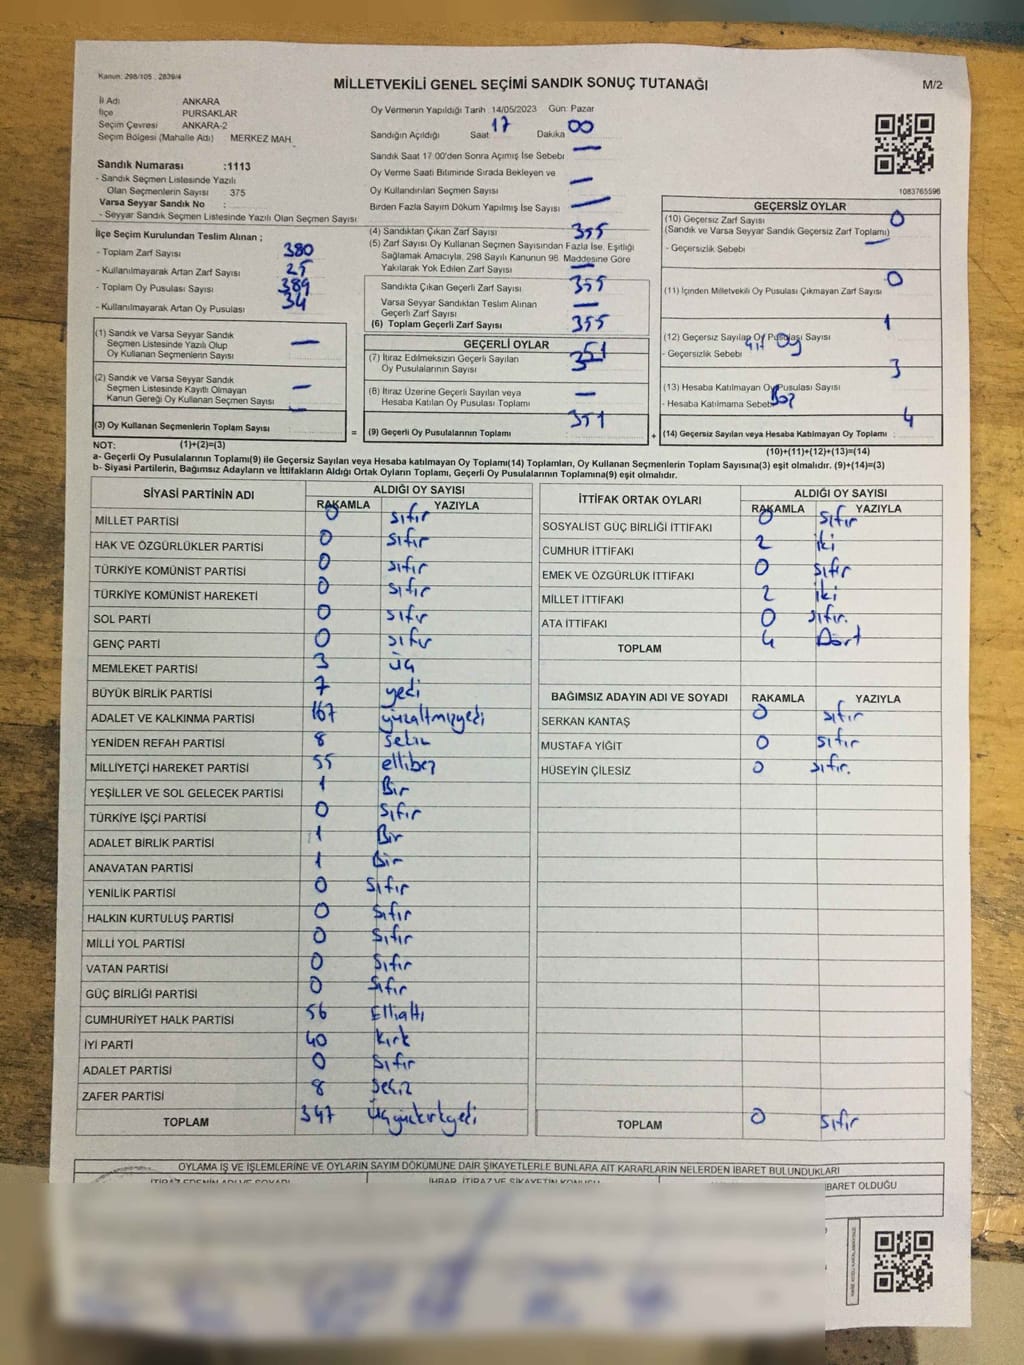 Kanun: 298/105 , 2839/4
MİLLETVEKİLİ GENEL SEÇİMİ SANDIK SONUÇ TUTANAĞI
M/2
İl Adı ANKARA
İlçe PURSAKLAR
Seçim Çevresi ANKARA-2
Seçim Bölgesi (Mahalle Adı) MERKEZ MAH.
Sandık Numarası :1113
- Sandık Seçmen Listesinde Yazılı
Olan Seçmenlerin Sayısı 375
Varsa Seyyar Sandık No :
- Seyyar Sandık Seçmen Listesinde Yazılı Olan Seçmen Sayısı:
Oy Vermenin Yapıldığı Tarih : 14/05/2023 Gün: Pazar
Sandığın Açıldığı Saat 17 Dakika 00
Sandık Saat 17:00'den Sonra Açımış İse Sebebi —
Oy Verme Saati Bitiminde Sırada Bekleyen ve
Oy Kullandırılan Seçmen Sayısı —
Birden Fazla Sayım Döküm Yapılmış İse Sayısı —
1083765596
İlçe Seçim Kurulundan Teslim Alınan ;
- Toplam Zarf Sayısı 380
- Kullanılmayarak Artan Zarf Sayısı 25
- Toplam Oy Pusulası Sayısı 389
- Kullanılmayarak Artan Oy Pusulası 34
(1) Sandık ve Varsa Seyyar Sandık
Seçmen Listesinde Yazılı Olup
Oy Kullanan Seçmenlerin Sayısı —
(2) Sandık ve Varsa Seyyar Sandık
Seçmen Listesinde Kayıtlı Olmayan
Kanun Gereği Oy Kullanan Seçmen Sayısı —
(3) Oy Kullanan Seçmenlerin Toplam Sayısı —
(4) Sandıktan Çıkan Zarf Sayısı 355
(5) Zarf Sayısı Oy Kullanan Seçmen Sayısından Fazla İse, Eşitliği
Sağlamak Amacıyla, 298 Sayılı Kanunun 98. Maddesine Göre
Yakılarak Yok Edilen Zarf Sayısı —
Sandıkta Çıkan Geçerli Zarf Sayısı 355
Varsa Seyyar Sandıktan Teslim Alınan
Geçerli Zarf Sayısı —
(6) Toplam Geçerli Zarf Sayısı 355
GEÇERLİ OYLAR
(7) İtiraz Edilmeksizin Geçerli Sayılan
Oy Pusulalarının Sayısı 351
(8) İtiraz Üzerine Geçerli Sayılan veya
Hesaba Katılan Oy Pusulası Toplamı —
= (9) Geçerli Oy Pusulalarının Toplamı 351
GEÇERSİZ OYLAR
(10) Geçersiz Zarf Sayısı 0
(Sandık ve Varsa Seyyar Sandık Geçersiz Zarf Toplamı)
- Geçersizlik Sebebi —
(11) İçinden Milletvekili Oy Pusulası Çıkmayan Zarf Sayısı 0
(12) Geçersiz Sayılan Oy Pusulası Sayısı 1
- Geçersizlik Sebebi Oy
(13) Hesaba Katılmayan Oy Pusulası Sayısı 3
- Hesaba Katılmama Sebebi Boş
+ (14) Geçersiz Sayılan veya Hesaba Katılmayan Oy Pusulası Toplamı : 4
NOT: (1)+(2)=(3)
(10)+(11)+(12)+(13)=(14)
a- Geçerli Oy Pusulalarının Toplamı(9) ile Geçersiz Sayılan veya Hesaba katılmayan Oy Toplamı(14) Toplamları, Oy Kullanan Seçmenlerin Toplam Sayısına(3) eşit olmalıdır. (9)+(14)=(3)
b- Siyasi Partilerin, Bağımsız Adayların ve İttifakların Aldığı Ortak Oyların Toplamı, Geçerli Oy Pusulalarının Toplamına(9) eşit olmalıdır.
SİYASİ PARTİNİN ADI ALDIĞI OY SAYISI
RAKAMLA YAZIYLA
MİLLET PARTİSİ 0 sıfır
HAK VE ÖZGÜRLÜKLER PARTİSİ 0 sıfır
TÜRKİYE KOMÜNİST PARTİSİ 0 sıfır
TÜRKİYE KOMÜNİST HAREKETİ 0 sıfır
SOL PARTİ 0 sıfır
GENÇ PARTİ 0 sıfır
MEMLEKET PARTİSİ 3 üç
BÜYÜK BİRLİK PARTİSİ 7 yedi
ADALET VE KALKINMA PARTİSİ 167 yüzaltmışyedi
YENİDEN REFAH PARTİSİ 8 sekiz
MİLLİYETÇİ HAREKET PARTİSİ 55 ellibeş
YEŞİLLER VE SOL GELECEK PARTİSİ 1 Bir
TÜRKİYE İŞÇİ PARTİSİ 0 Sıfır
ADALET BİRLİK PARTİSİ 1 Bir
ANAVATAN PARTİSİ 1 Bir
YENİLİK PARTİSİ 0 Sıfır
HALKIN KURTULUŞ PARTİSİ 0 Sıfır
MİLLİ YOL PARTİSİ 0 Sıfır
VATAN PARTİSİ 0 Sıfır
GÜÇ BİRLİĞİ PARTİSİ 0 Sıfır
CUMHURİYET HALK PARTİSİ 56 Elliattı
İYİ PARTİ 40 kırk
ADALET PARTİSİ 0 Sıfır
ZAFER PARTİSİ 8 Sekiz
TOPLAM 347 Üçyüzkırkyedi
İTTİFAK ORTAK OYLARI ALDIĞI OY SAYISI
RAKAMLA YAZIYLA
SOSYALİST GÜÇ BİRLİĞİ İTTİFAKI 0 sıfır
CUMHUR İTTİFAKI 2 iki
EMEK VE ÖZGÜRLÜK İTTİFAKI 0 sıfır
MİLLET İTTİFAKI 2 iki
ATA İTTİFAKI 0 sıfır.
TOPLAM 4 Dört
BAĞIMSIZ ADAYIN ADI VE SOYADI RAKAMLA YAZIYLA
SERKAN KANTAŞ 0 sıfır
MUSTAFA YİĞİT 0 sıfır
HÜSEYİN ÇİLESİZ 0 sıfır.
TOPLAM 0 sıfır
OYLAMA İŞ VE İŞLEMLERİNE VE OYLARIN SAYIM DÖKÜMÜNE DAİR ŞİKAYETLERLE BUNLARA AİT KARARLARIN NELERDEN İBARET BULUNDUKLARI
İTİRAZ EDENİN ADI VE SOYADI İHBAR, İTİRAZ VE ŞİKAYETİN KONUSU İBARET OLDUĞU